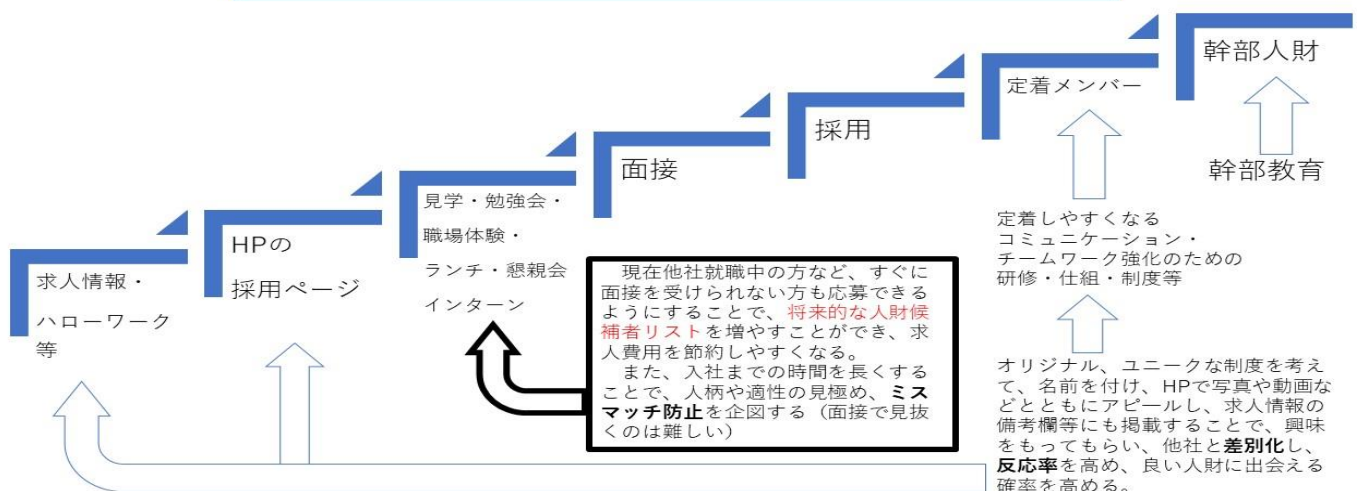 求人情報・
ハローワーク
等
HPの
採用ページ
見学・勉強会・
職場体験・
ランチ・懇親会
インターン
面接
採用
定着メンバー
幹部人財
幹部教育
現在他社就職中の方など、すぐに
面接を受けられない方も応募できる
ようにすることで、将来的な人財候
補者リストを増やすことができ、求
人費用を節約しやすくなる。
また、入社までの時間を長くする
ことで、人柄や適性の見極め、ミス
マッチ防止を企図する（面接で見抜
くのは難しい）
定着しやすくなる
コミュニケーション・
チームワーク強化のための
研修・仕組・制度等
オリジナル、ユニークな制度を考え
て、名前を付け、HPで写真や動画な
どとともにアピールし、求人情報の
備考欄等にも掲載することで、興味
をもってもらい、他社と差別化し、
反応率を高め、良い人財に出会える
確率を高める。